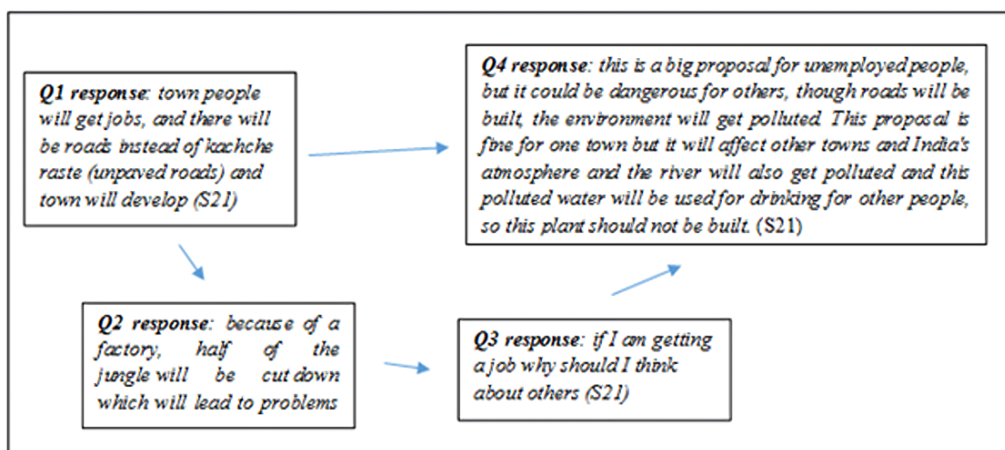 Q1 response: town people
will get jobs, and there will
be roads instead of kachche
raste (unpaved roads) and
town will develop (S21)
Q2 response: because of a
factory, half of the
jungle will be cut down
which will lead to problems
Q3 response: if I am getting
a job why should I think
about others (S21)
Q4 response: this is a big proposal for unemployed people,
but it could be dangerous for others, though roads will be
built, the environment will get polluted. This proposal is
fine for one town but it will affect other towns and India's
atmosphere and the river will also get polluted and this
polluted water will be used for drinking for other people,
so this plant should not be built. (S21)